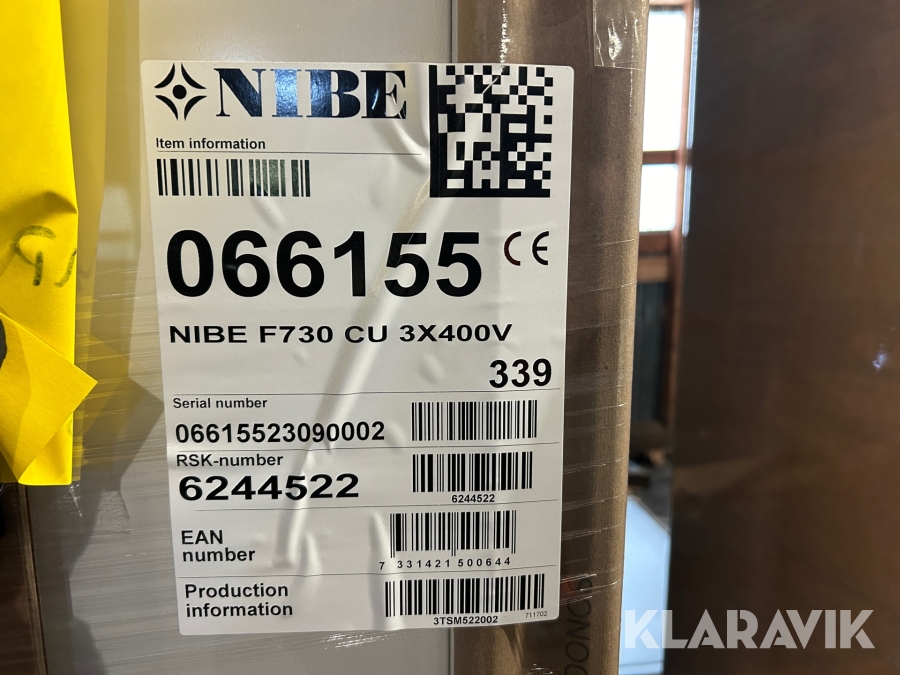 NIBE
Item information
066155 CE
NIBE F730 CU 3X400V
339
Serial number
06615523090002
RSK-number
6244522
6244522
EAN
number
7 331421 500644
Production
information
3TSM522002
711702
KLARAVIK